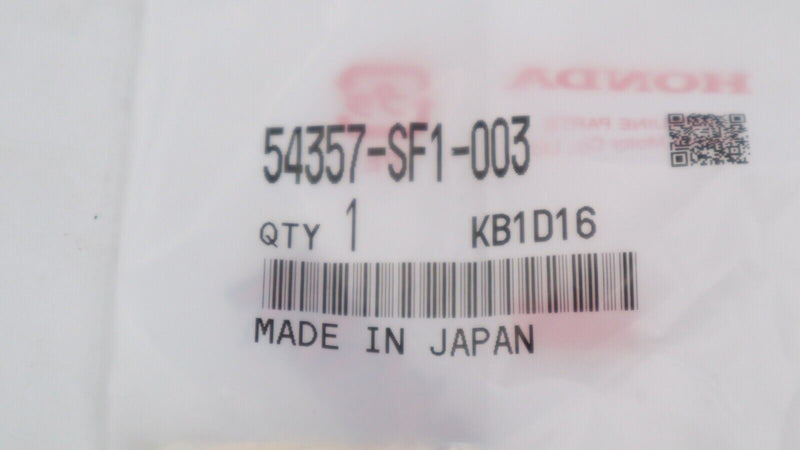 HONDA
54357-SF1-003
QTY 1 KB1D16
MADE IN JAPAN